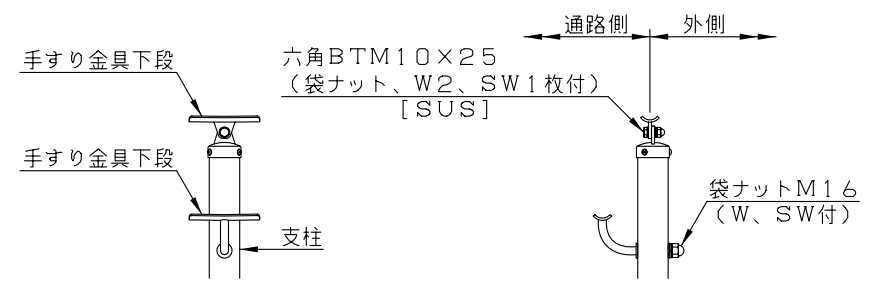 通路側 外側
手すり金具下段
六角BTM10×25
（袋ナット、W2、SW1枚付）
［SUS］
手すり金具下段
袋ナットM16
（W、SW付）
支柱